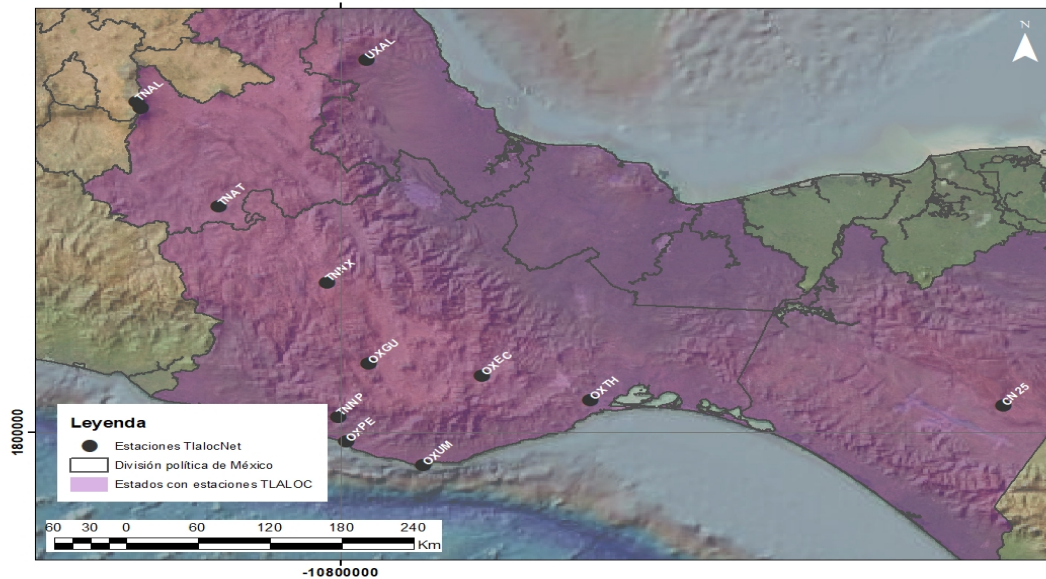 N
UXAL
TNAL
TNAT
TNNX
OXGU
OXEC
OXTH
CN25
TNNP
OXPE
OXUM
1800000
Leyenda
Estaciones TlalocNet
División política de México
Estados con estaciones TLALOC
60 30 0 60 120 180 240
Km
-10800000